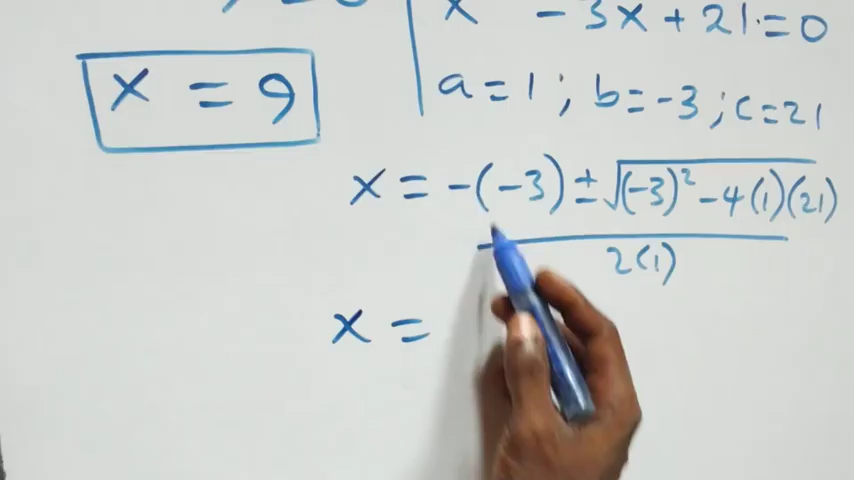 x = 9
x - 3x + 21 = 0
a = 1 ; b = -3 ; c = 21
x = -(-3) ± √(-3)² - 4(1)(21)
2(1)
x =